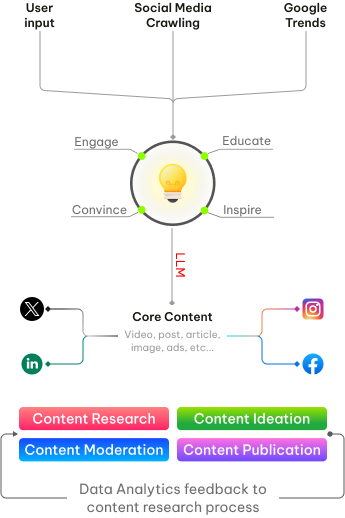 User
input
Social Media
Crawling
Google
Trends
Engage
Educate
Convince
Inspire
LLM
Core Content
Video, post, article,
image, ads, etc...
X
in
f
Content Research
Content Ideation
Content Moderation
Content Publication
Data Analytics feedback to
content research process